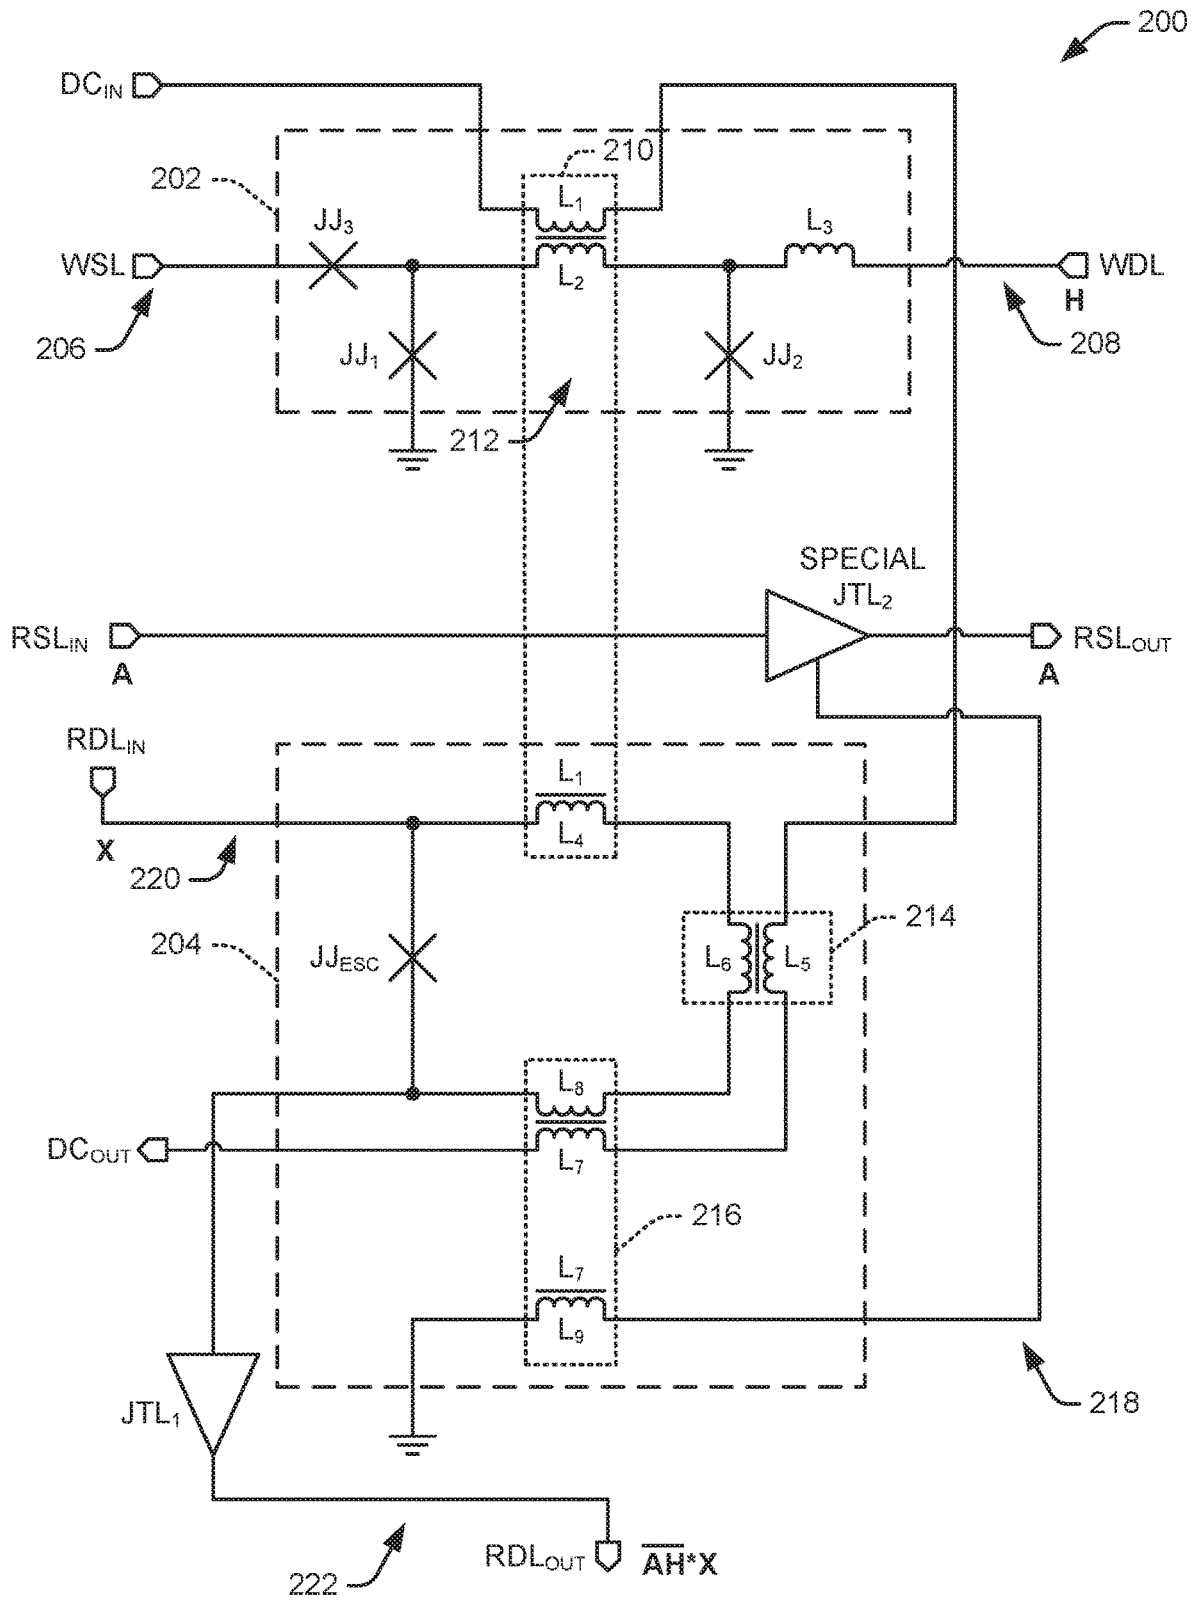 200
DC_IN
210
202
L₁
JJ₃
L₃
WSL
WDL
L₂
H
206
JJ₁
JJ₂
208
212
SPECIAL
JTL₂
RSL_IN
RSL_OUT
A
A
RDL_IN
L₁
X
L₄
220
214
204
JJ_ESC
L₆
L₅
L₈
DC_OUT
L₇
216
L₇
L₉
218
JTL₁
RDL_OUT
A̅H̅*X
222